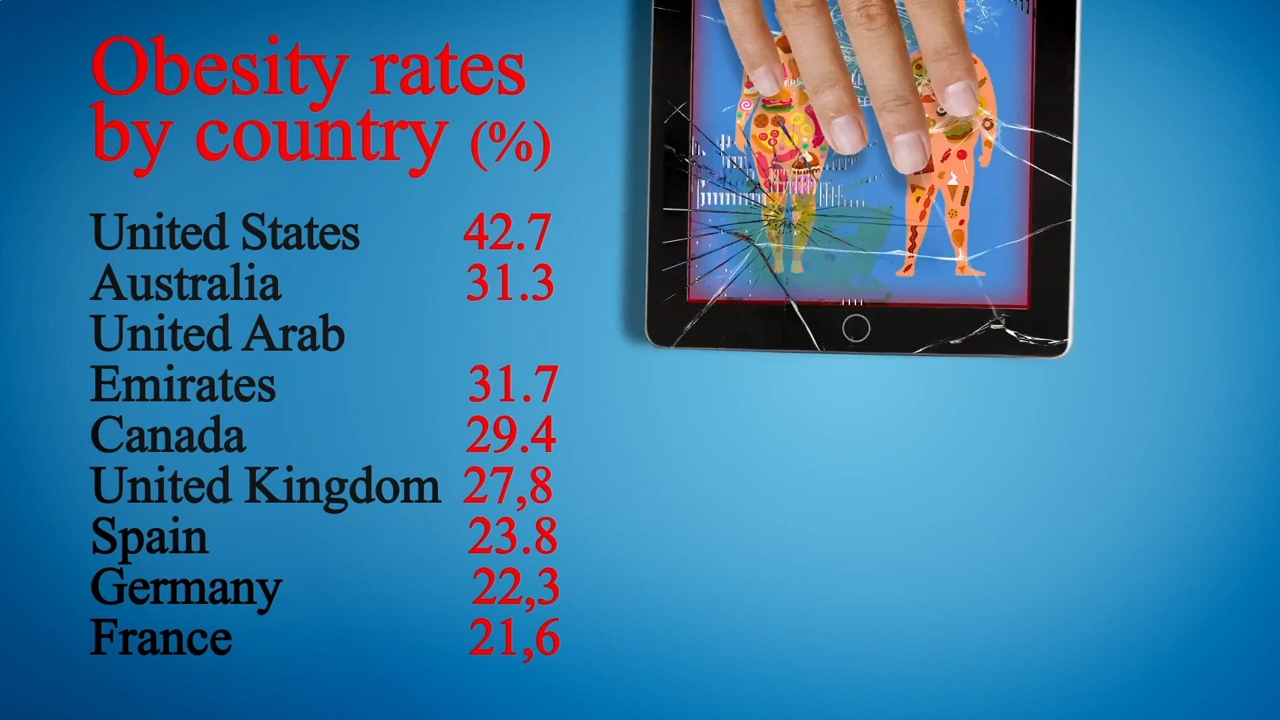 Obesity rates
by country (%)
United States 42.7
Australia 31.3
United Arab
Emirates 31.7
Canada 29.4
United Kingdom 27,8
Spain 23.8
Germany 22,3
France 21,6